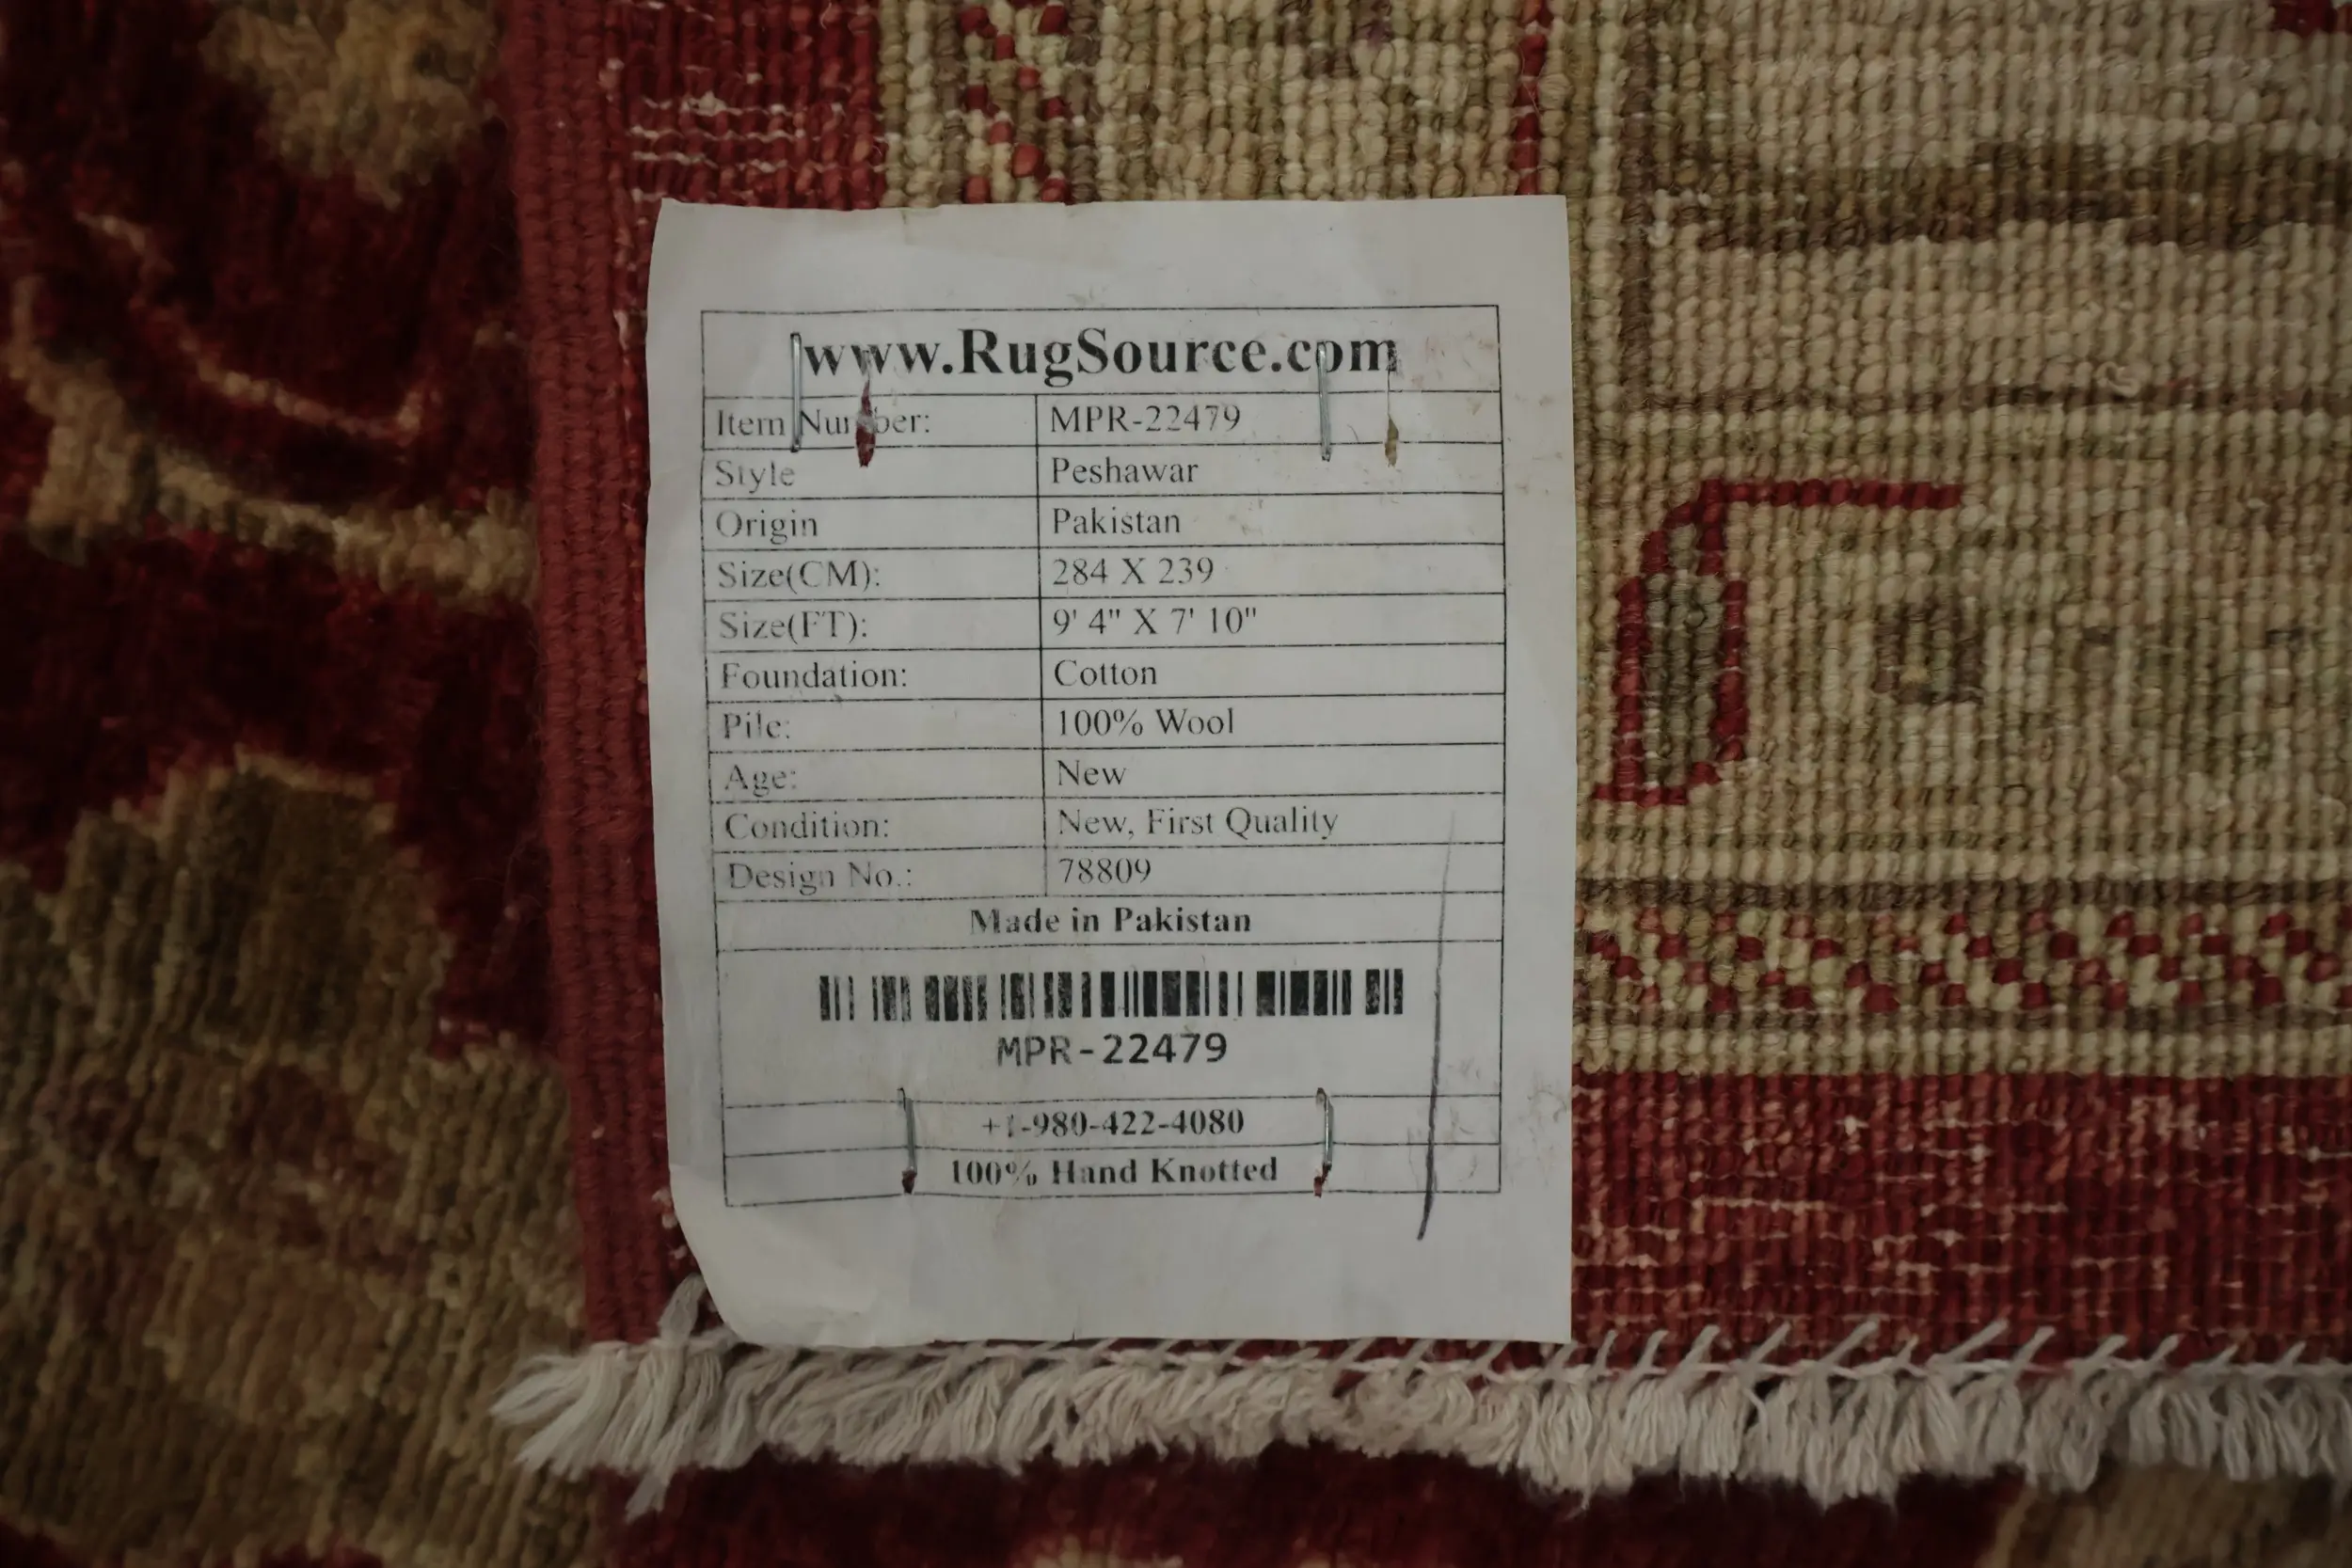 www.RugSource.com
Item Number: MPR-22479
Style Peshawar
Origin Pakistan
Size(CM): 284 X 239
Size(FT): 9' 4" X 7' 10"
Foundation: Cotton
Pile: 100% Wool
Age: New
Condition: New, First Quality
Design No.: 78809
Made in Pakistan
MPR-22479
+1-980-422-4080
100% Hand Knotted